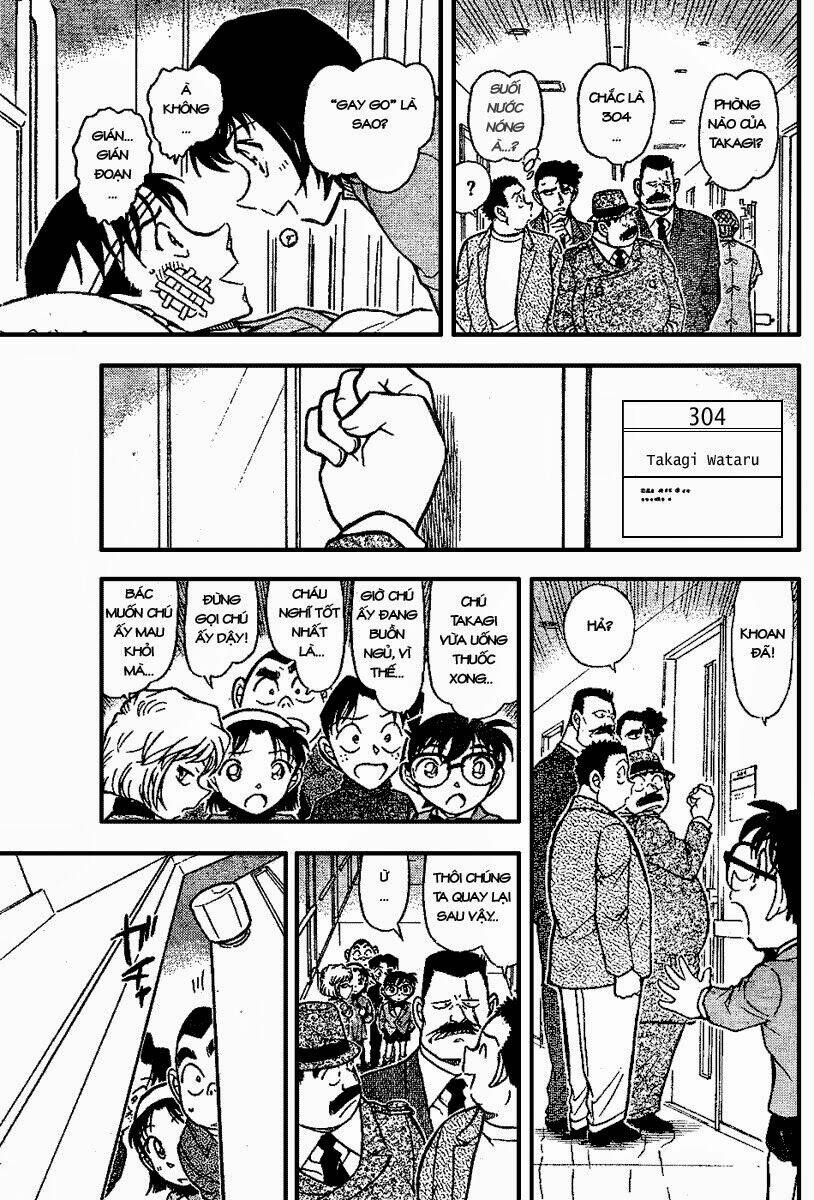 PHÒNG
NÀO CỦA
TAKAGI?
CHẮC LÀ
304
...
SUỐI
NƯỚC
NÓNG
À...?
?
"GAY GO" LÀ
SAO?
À
KHÔNG
...
GIÁN...
GIÁN
ĐOẠN
...
304
Takagi Wataru
KHOAN
ĐÃ!
HẢ?
CHÚ
TAKAGI
VỪA UỐNG
THUỐC
XONG..
GIỜ CHÚ
ẤY ĐANG
BUỒN
NGỦ, VÌ
THẾ...
CHÁU
NGHĨ TỐT
NHẤT
LÀ...
ĐỪNG
GỌI CHÚ
ẤY DẬY!
BÁC
MUỐN CHÚ
ẤY MAU
KHỎI
MÀ...
THÔI CHÚNG
TA QUAY LẠI
SAU VẬY..
Ừ
...